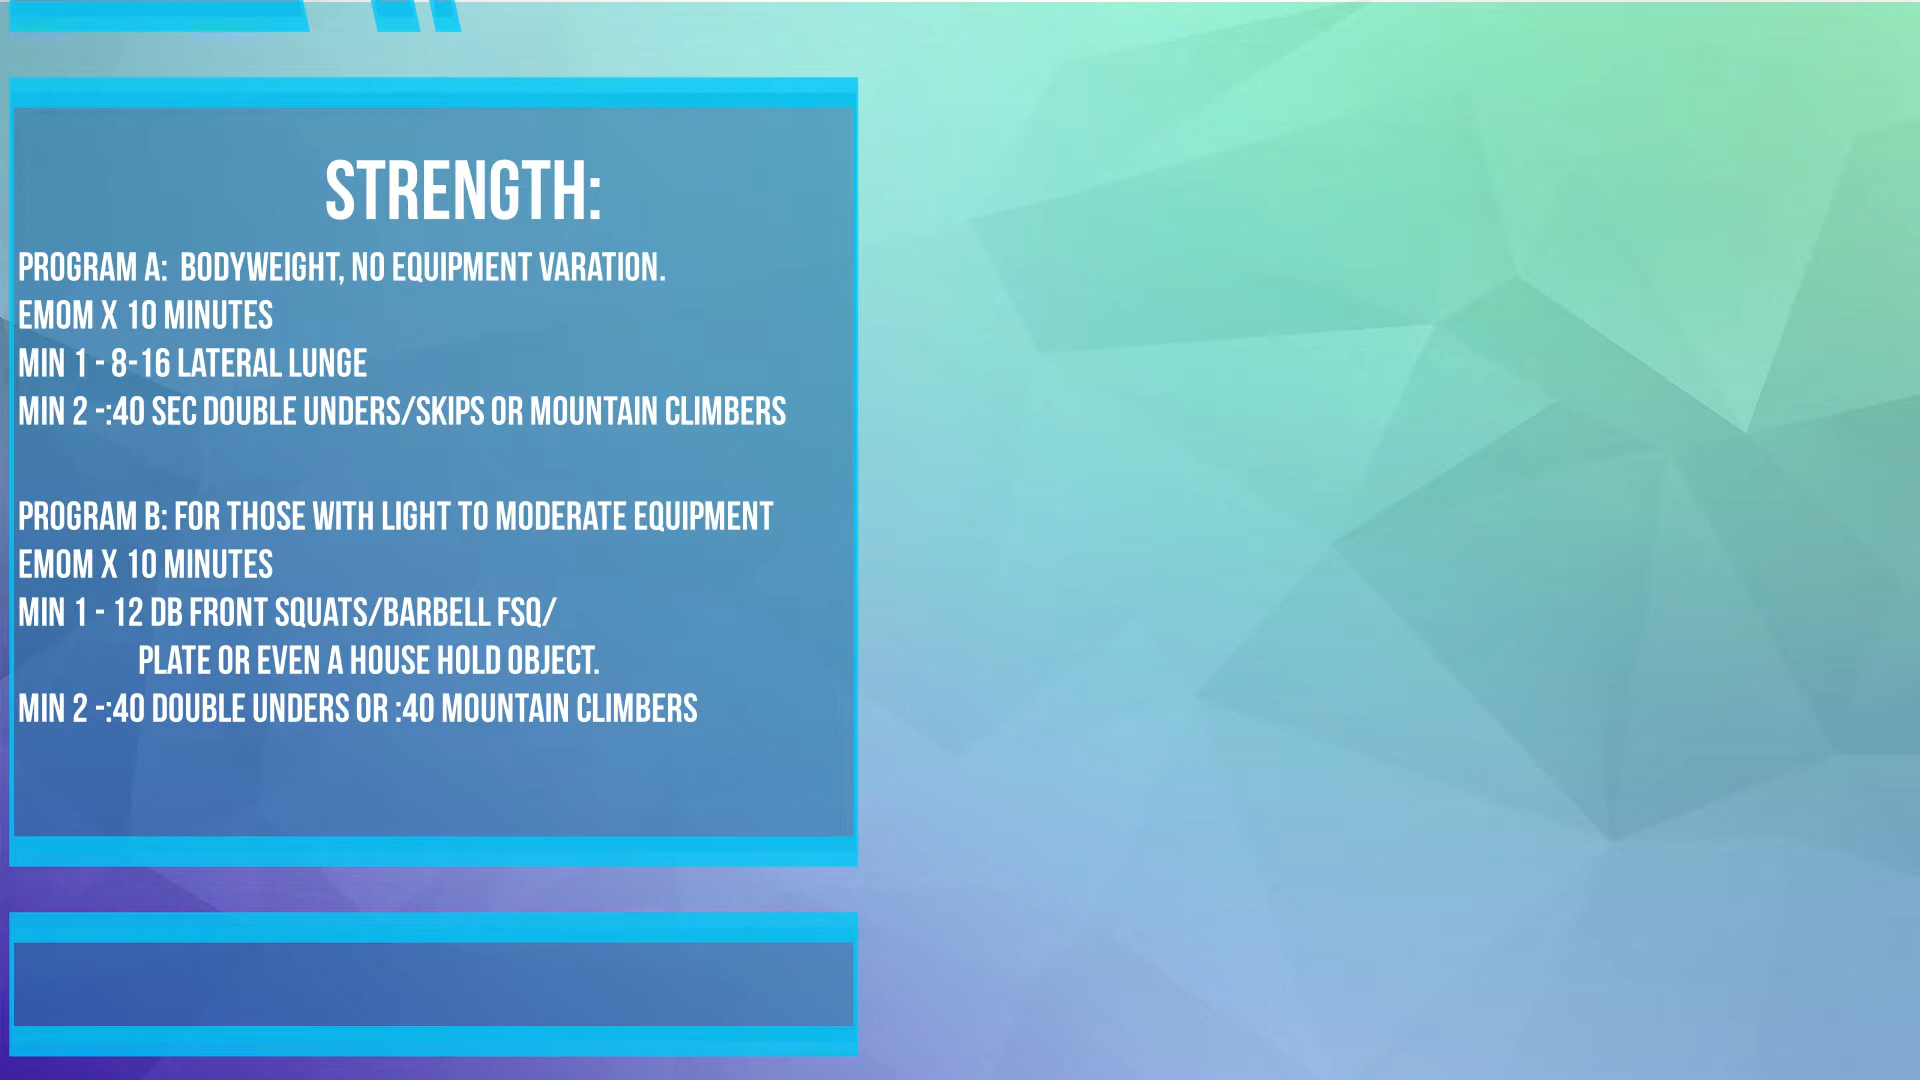 STRENGTH:
PROGRAM A:  BODYWEIGHT, NO EQUIPMENT VARATION.
EMOM X 10 MINUTES
MIN 1 - 8-16 LATERAL LUNGE
MIN 2 -:40 SEC DOUBLE UNDERS/SKIPS OR MOUNTAIN CLIMBERS
PROGRAM B: FOR THOSE WITH LIGHT TO MODERATE EQUIPMENT
EMOM X 10 MINUTES
MIN 1 - 12 DB FRONT SQUATS/BARBELL FSQ/
PLATE OR EVEN A HOUSE HOLD OBJECT.
MIN 2 -:40 DOUBLE UNDERS OR :40 MOUNTAIN CLIMBERS